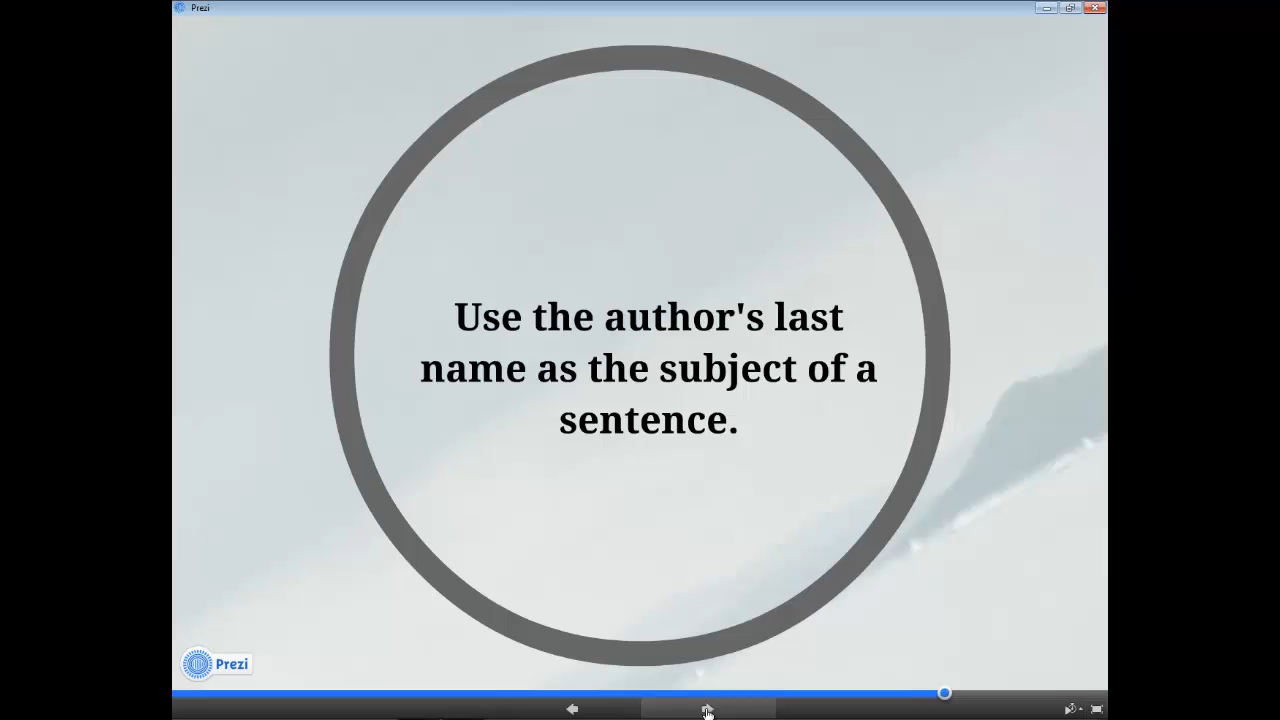 Prezi
Use the author's last
name as the subject of a
sentence.
Prezi